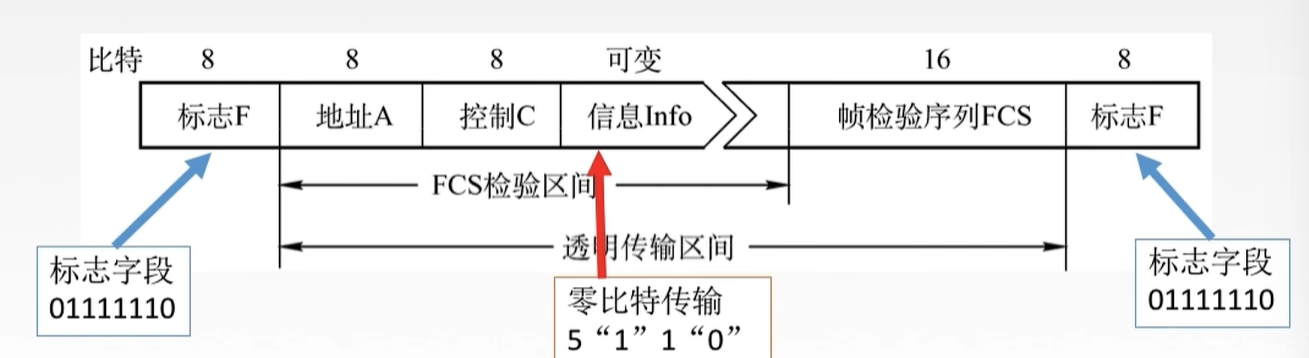 比特 8 8 8 可变 16 8
标志F 地址A 控制C 信息Info 帧检验序列FCS 标志F
FCS检验区间
透明传输区间
标志字段
01111110
零比特传输
5“1”1“0”
标志字段
01111110